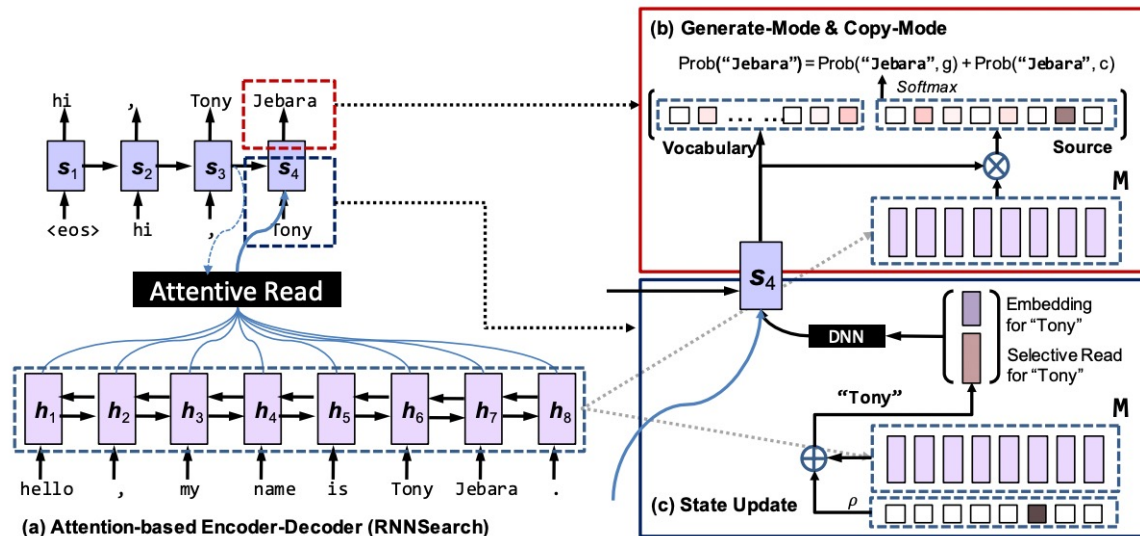 hi , Tony Jebara
s1 s2 s3 s4
<eos> hi , Tony
Attentive Read
h1 h2 h3 h4 h5 h6 h7 h8
hello , my name is Tony Jebara .
(a) Attention-based Encoder-Decoder (RNNSearch)
(b) Generate-Mode & Copy-Mode
Prob(“Jebara”) = Prob(“Jebara”, g) + Prob(“Jebara”, c)
Softmax
... ...
Vocabulary Source
M
s4
DNN
Embedding
for “Tony”
Selective Read
for “Tony”
“Tony”
M
ρ
(c) State Update